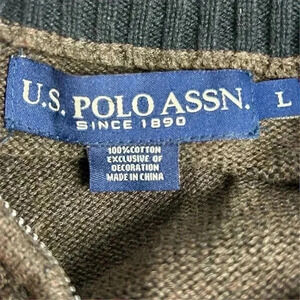 U.S. POLO ASSN. L
SINCE 1890
100%COTTON
EXCLUSIVE OF
DECORATION
MADE IN CHINA